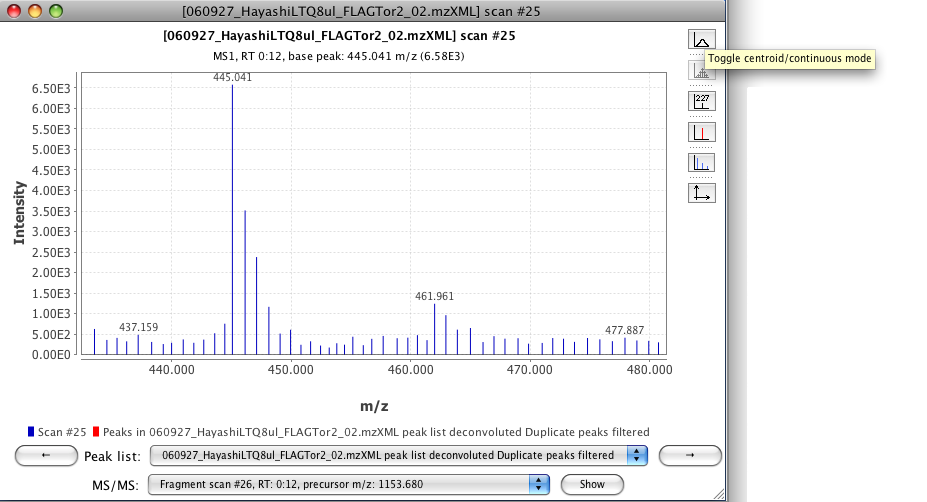 [060927_HayashiLTQ8ul_FLAGTor2_02.mzXML] scan #25
[060927_HayashiLTQ8ul_FLAGTor2_02.mzXML] scan #25
MS1, RT 0:12, base peak: 445.041 m/z (6.58E3)
Toggle centroid/continuous mode
227
445.041
6.50E3
6.00E3
5.50E3
5.00E3
4.50E3
4.00E3
3.50E3
3.00E3
2.50E3
2.00E3
1.50E3
1.00E3
5.00E2
0.00E0
Intensity
437.159
461.961
477.887
440.000 450.000 460.000 470.000 480.000
m/z
Scan #25 Peaks in 060927_HayashiLTQ8ul_FLAGTor2_02.mzXML peak list deconvoluted Duplicate peaks filtered
← Peak list: 060927_HayashiLTQ8ul_FLAGTor2_02.mzXML peak list deconvoluted Duplicate peaks filtered →
MS/MS: Fragment scan #26, RT: 0:12, precursor m/z: 1153.680 Show